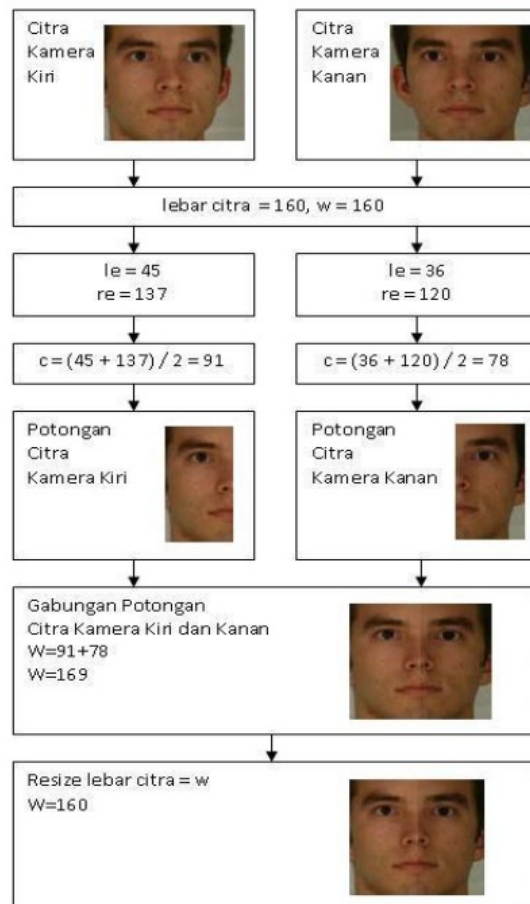 Citra
Kamera
Kiri
Citra
Kamera
Kanan
lebar citra = 160, w = 160
le = 45
re = 137
le = 36
re = 120
c = (45 + 137) / 2 = 91
c = (36 + 120) / 2 = 78
Potongan
Citra
Kamera Kiri
Potongan
Citra
Kamera Kanan
Gabungan Potongan
Citra Kamera Kiri dan Kanan
W=91+78
W=169
Resize lebar citra = w
W=160